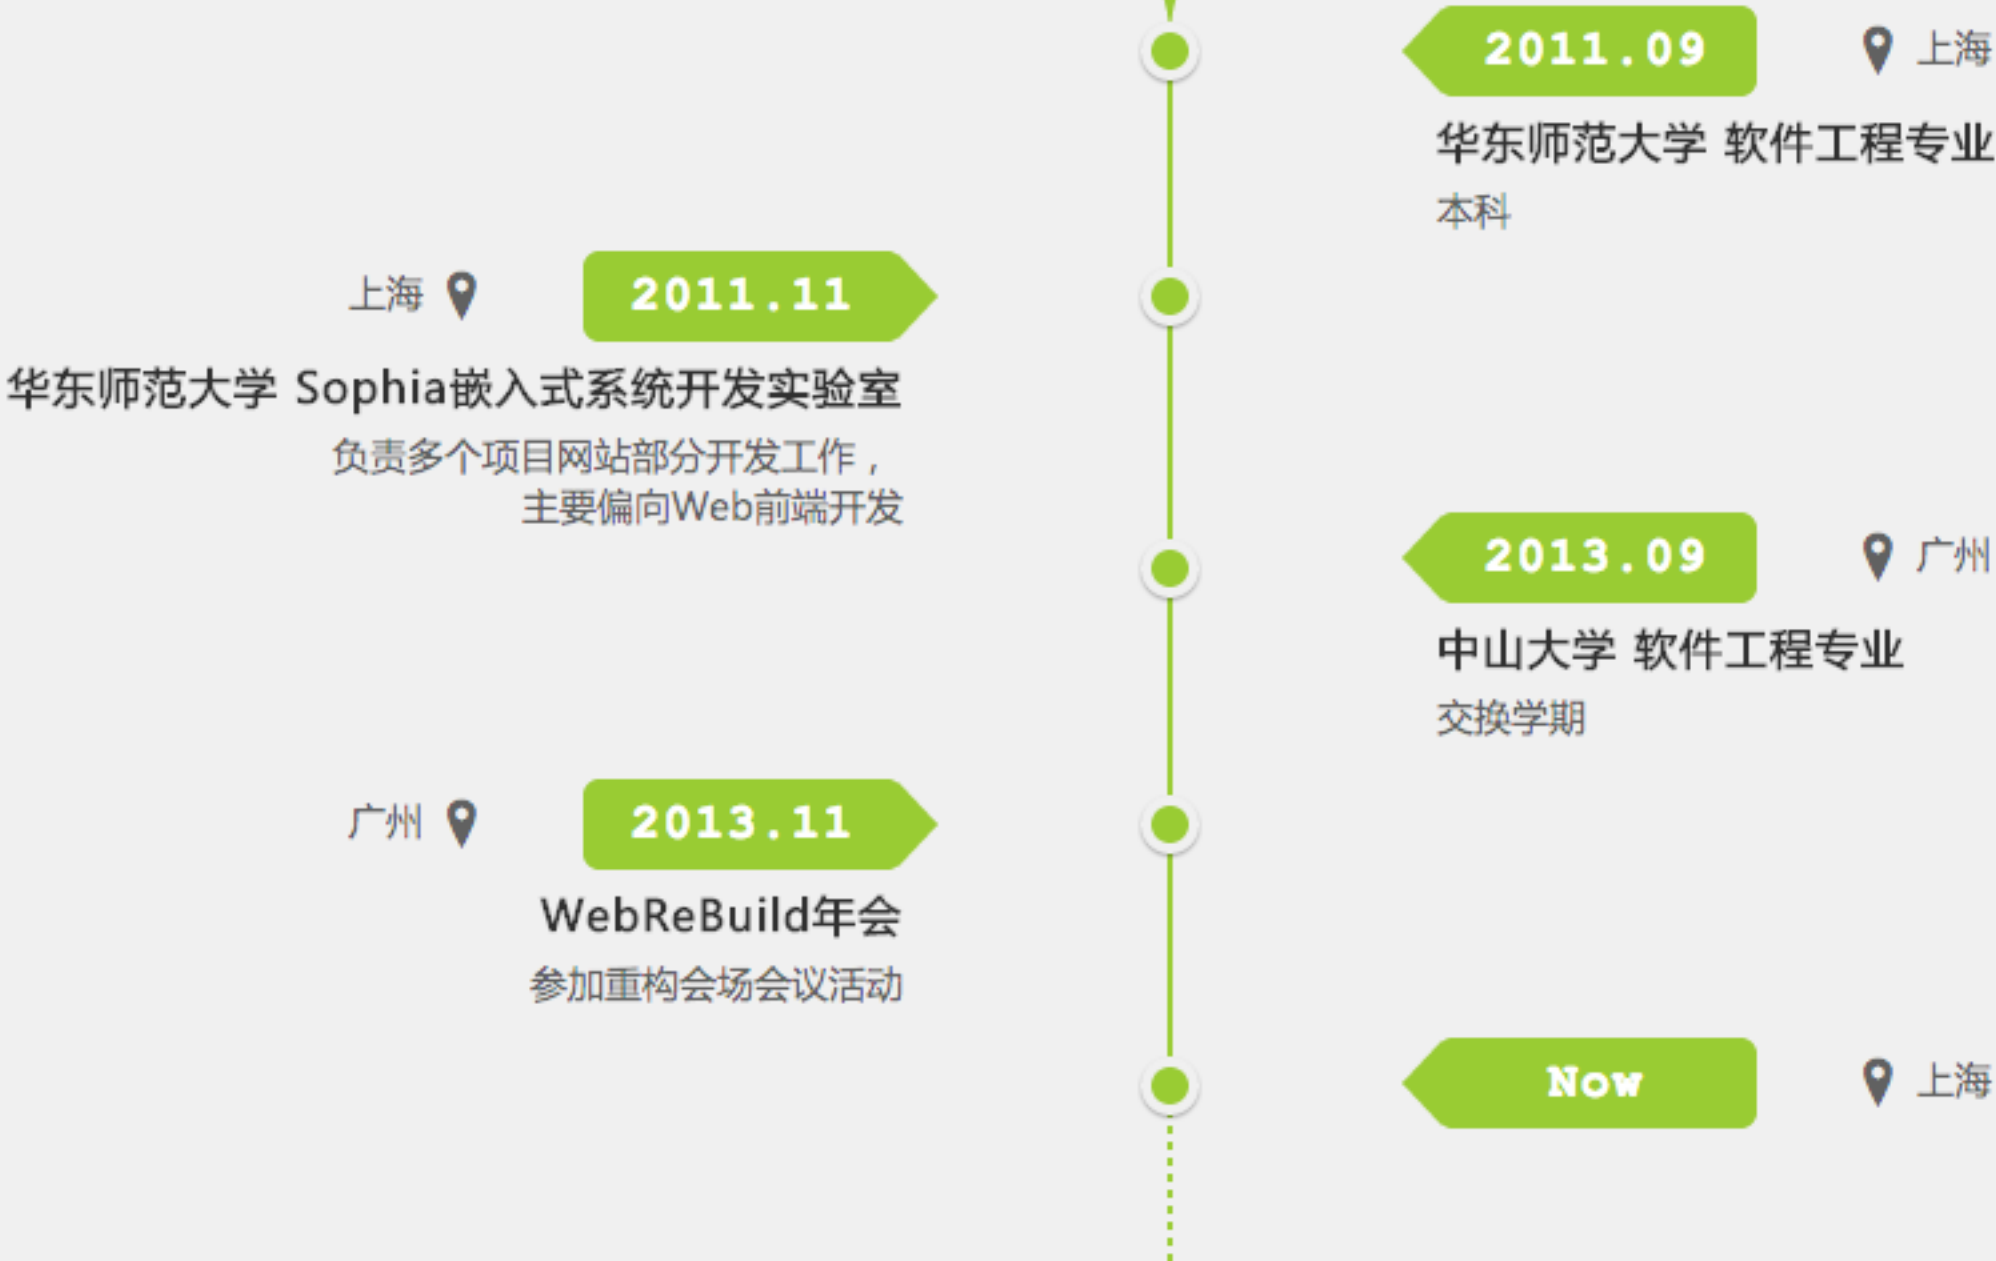 2011.09 上海
华东师范大学 软件工程专业
本科
上海 2011.11
华东师范大学 Sophia嵌入式系统开发实验室
负责多个项目网站部分开发工作，
主要偏向Web前端开发
2013.09 广州
中山大学 软件工程专业
交换学期
广州 2013.11
WebReBuild年会
参加重构会场会议活动
Now 上海